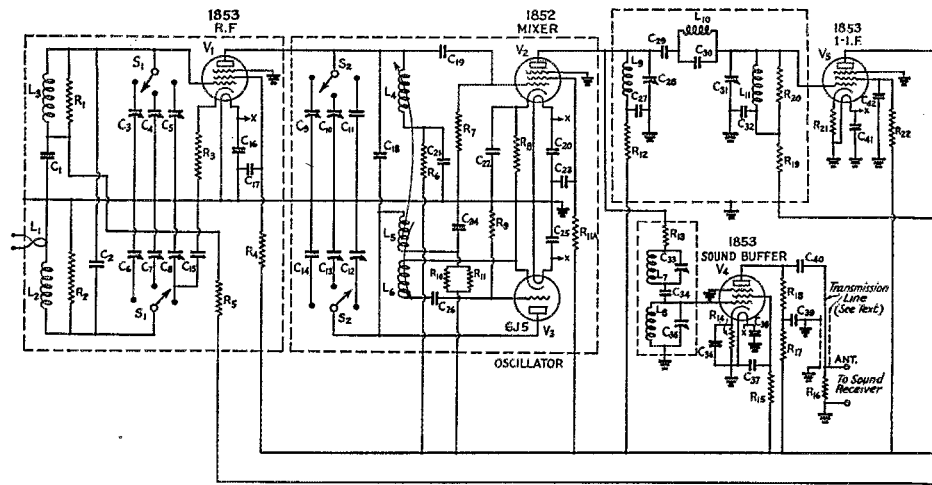 1853
R.F
1852
MIXER
1853
1-I.F.
V1
V2
V5
S1
S2
L10
C29
C30
C19
L3
R1
C3
C4
C5
R3
C16
x
C17
C9
C10
C11
C18
L4
C21
R6
R7
C22
R8
C20
C23
L9
C28
C27
R12
C31
L11
C32
R20
R19
R21
x
C41
C42
R22
C1
L1
L2
R2
C2
C6
C7
C8
C15
S1
R5
R4
C14
C13
C12
S2
L5
L6
C24
R10
R11
C26
R9
C25
x
R11A
6J5
V3
OSCILLATOR
R13
C33
L7
C34
L8
C35
1853
SOUND BUFFER
V4
R14
x
C38
C36
C37
R15
C40
R18
C39
R17
Transmission
Line
(See Text)
ANT.
R16
To Sound
Receiver